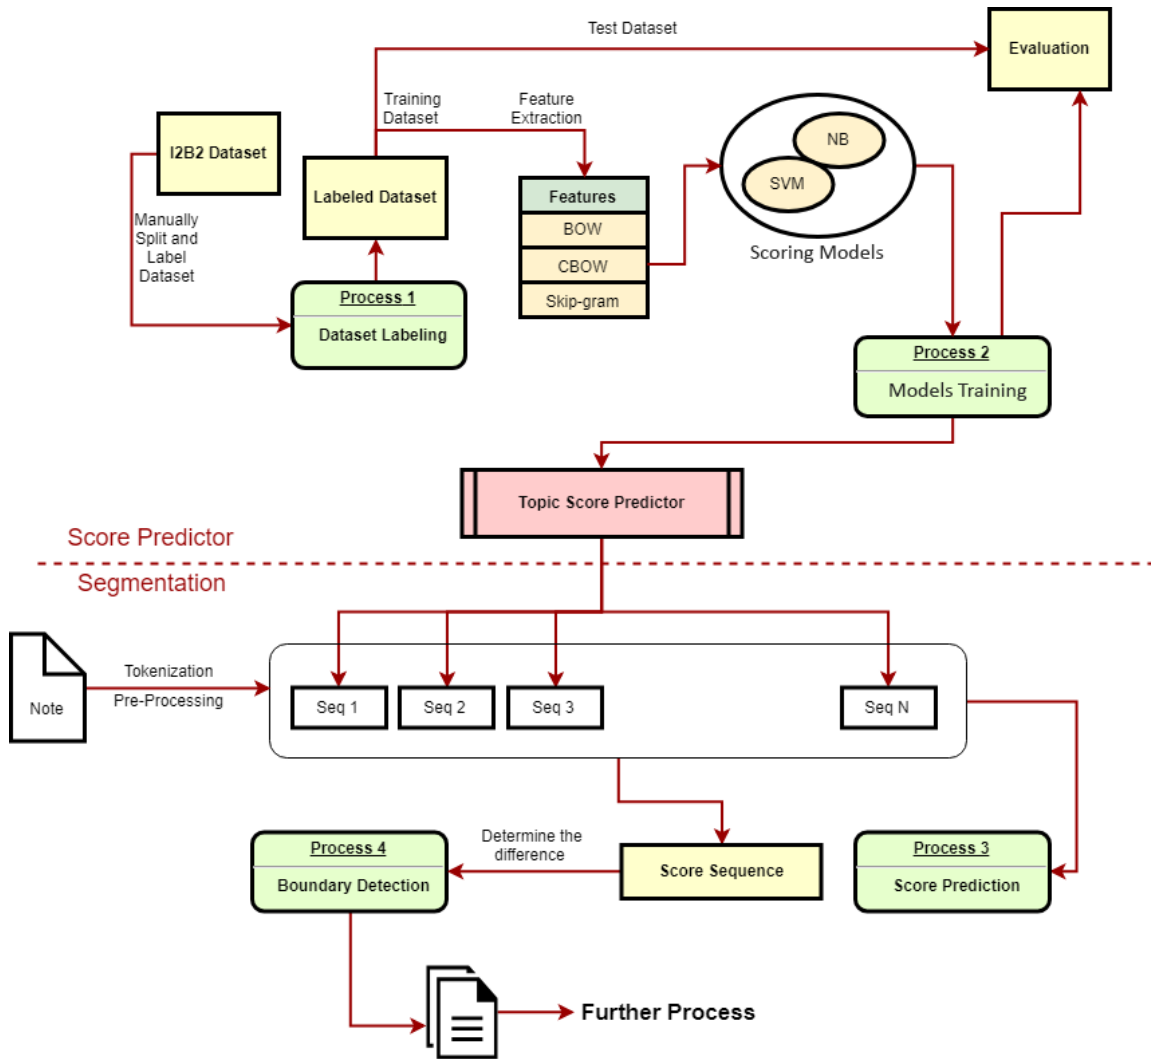 Test Dataset
Evaluation
Training
Dataset
Feature
Extraction
I2B2 Dataset
NB
SVM
Labeled Dataset
Features
BOW
CBOW
Skip-gram
Scoring Models
Manually
Split and
Label
Dataset
Process 1
Dataset Labeling
Process 2
Models Training
Topic Score Predictor
Score Predictor
Segmentation
Note
Tokenization
Pre-Processing
Seq 1
Seq 2
Seq 3
Seq N
Process 4
Boundary Detection
Determine the
difference
Score Sequence
Process 3
Score Prediction
Further Process